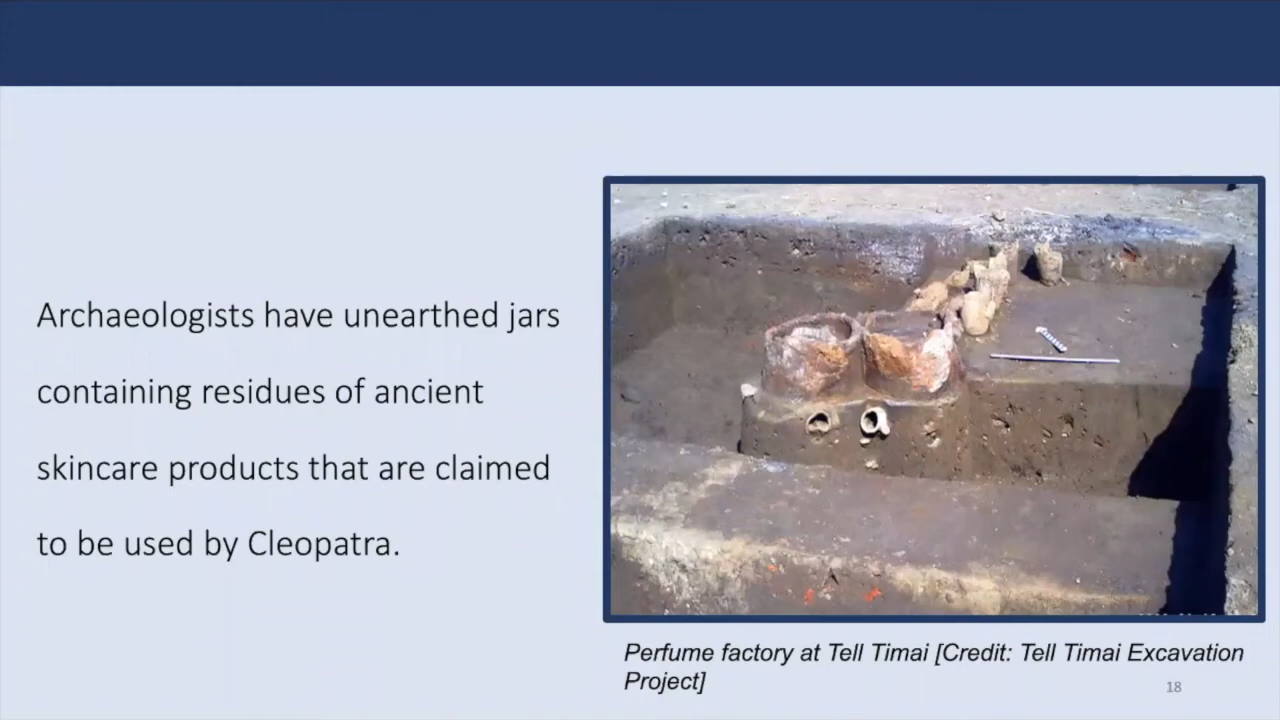 Archaeologists have unearthed jars
containing residues of ancient
skincare products that are claimed
to be used by Cleopatra.
Perfume factory at Tell Timai [Credit: Tell Timai Excavation
Project]
18